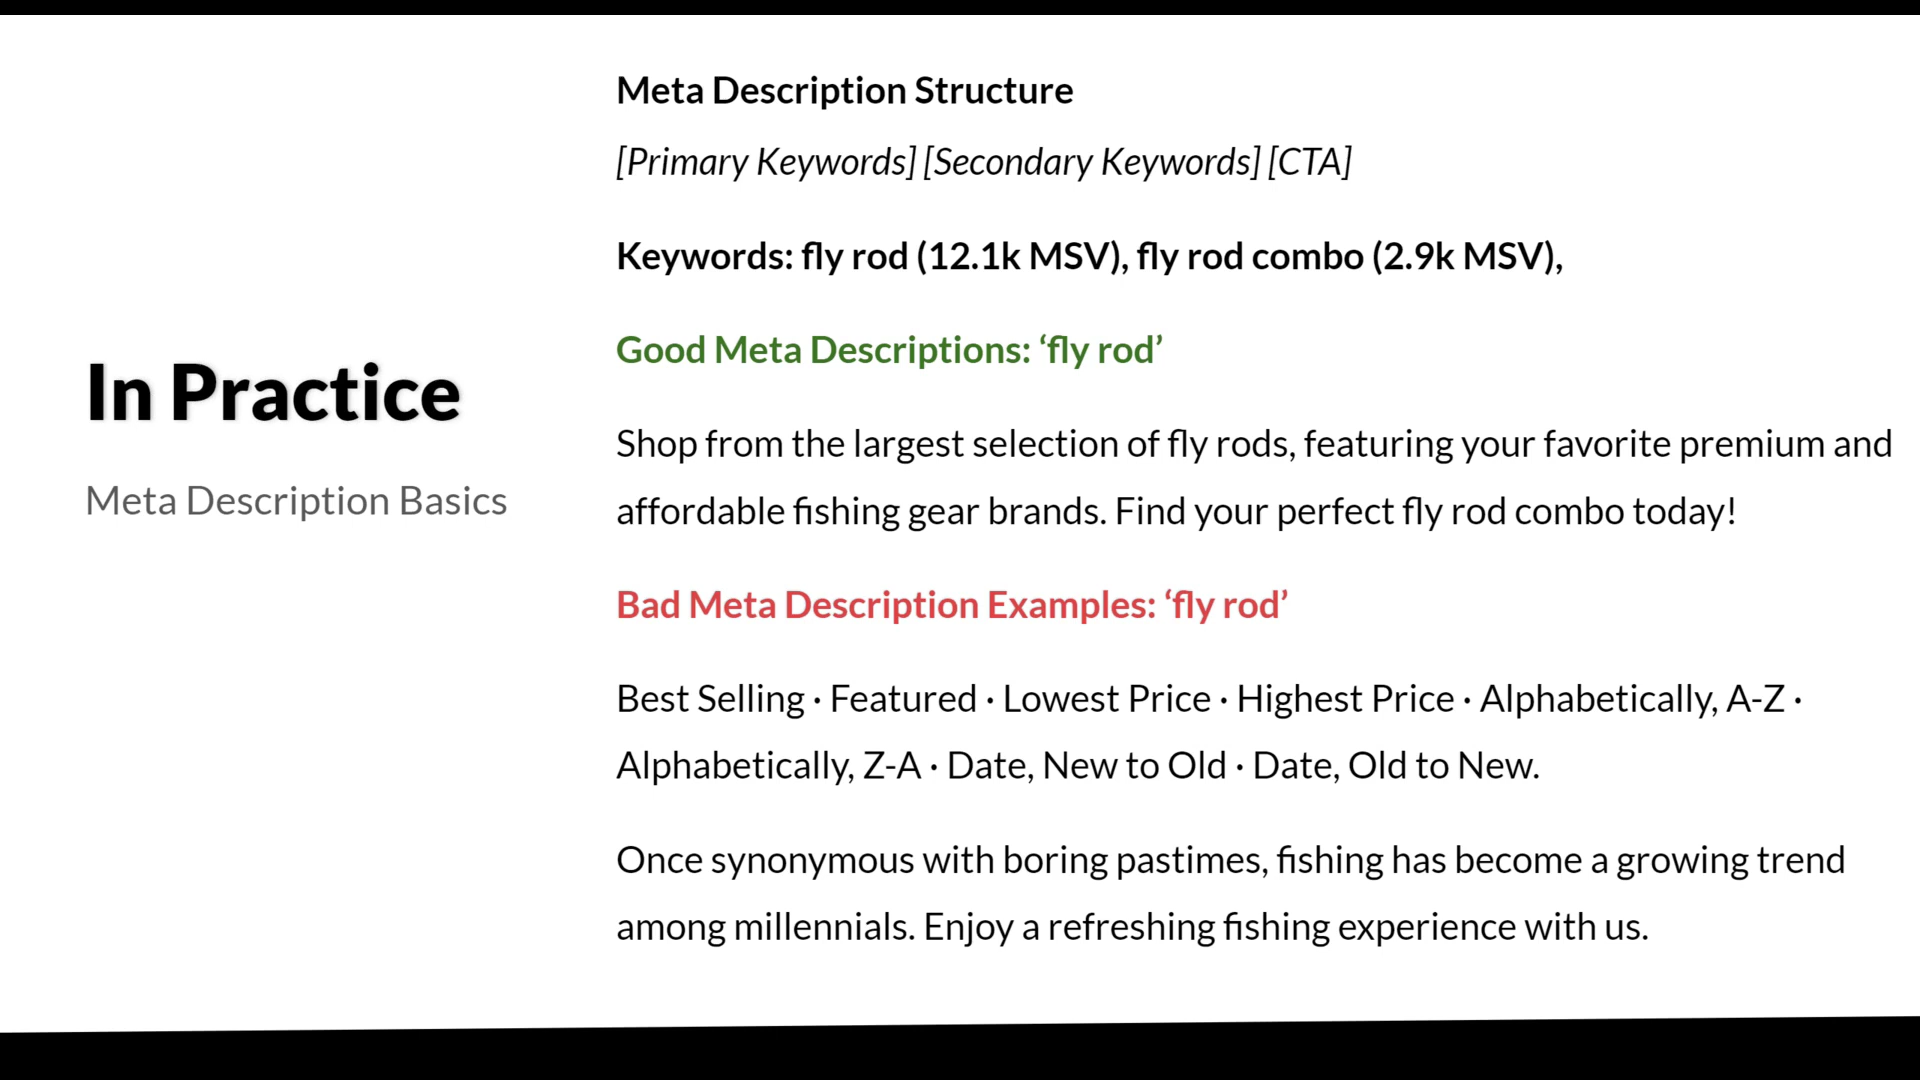 In Practice
Meta Description Basics
Meta Description Structure
[Primary Keywords] [Secondary Keywords] [CTA]
Keywords: fly rod (12.1k MSV), fly rod combo (2.9k MSV),
Good Meta Descriptions: ‘fly rod’
Shop from the largest selection of fly rods, featuring your favorite premium and
affordable fishing gear brands. Find your perfect fly rod combo today!
Bad Meta Description Examples: ‘fly rod’
Best Selling · Featured · Lowest Price · Highest Price · Alphabetically, A-Z ·
Alphabetically, Z-A · Date, New to Old · Date, Old to New.
Once synonymous with boring pastimes, fishing has become a growing trend
among millennials. Enjoy a refreshing fishing experience with us.